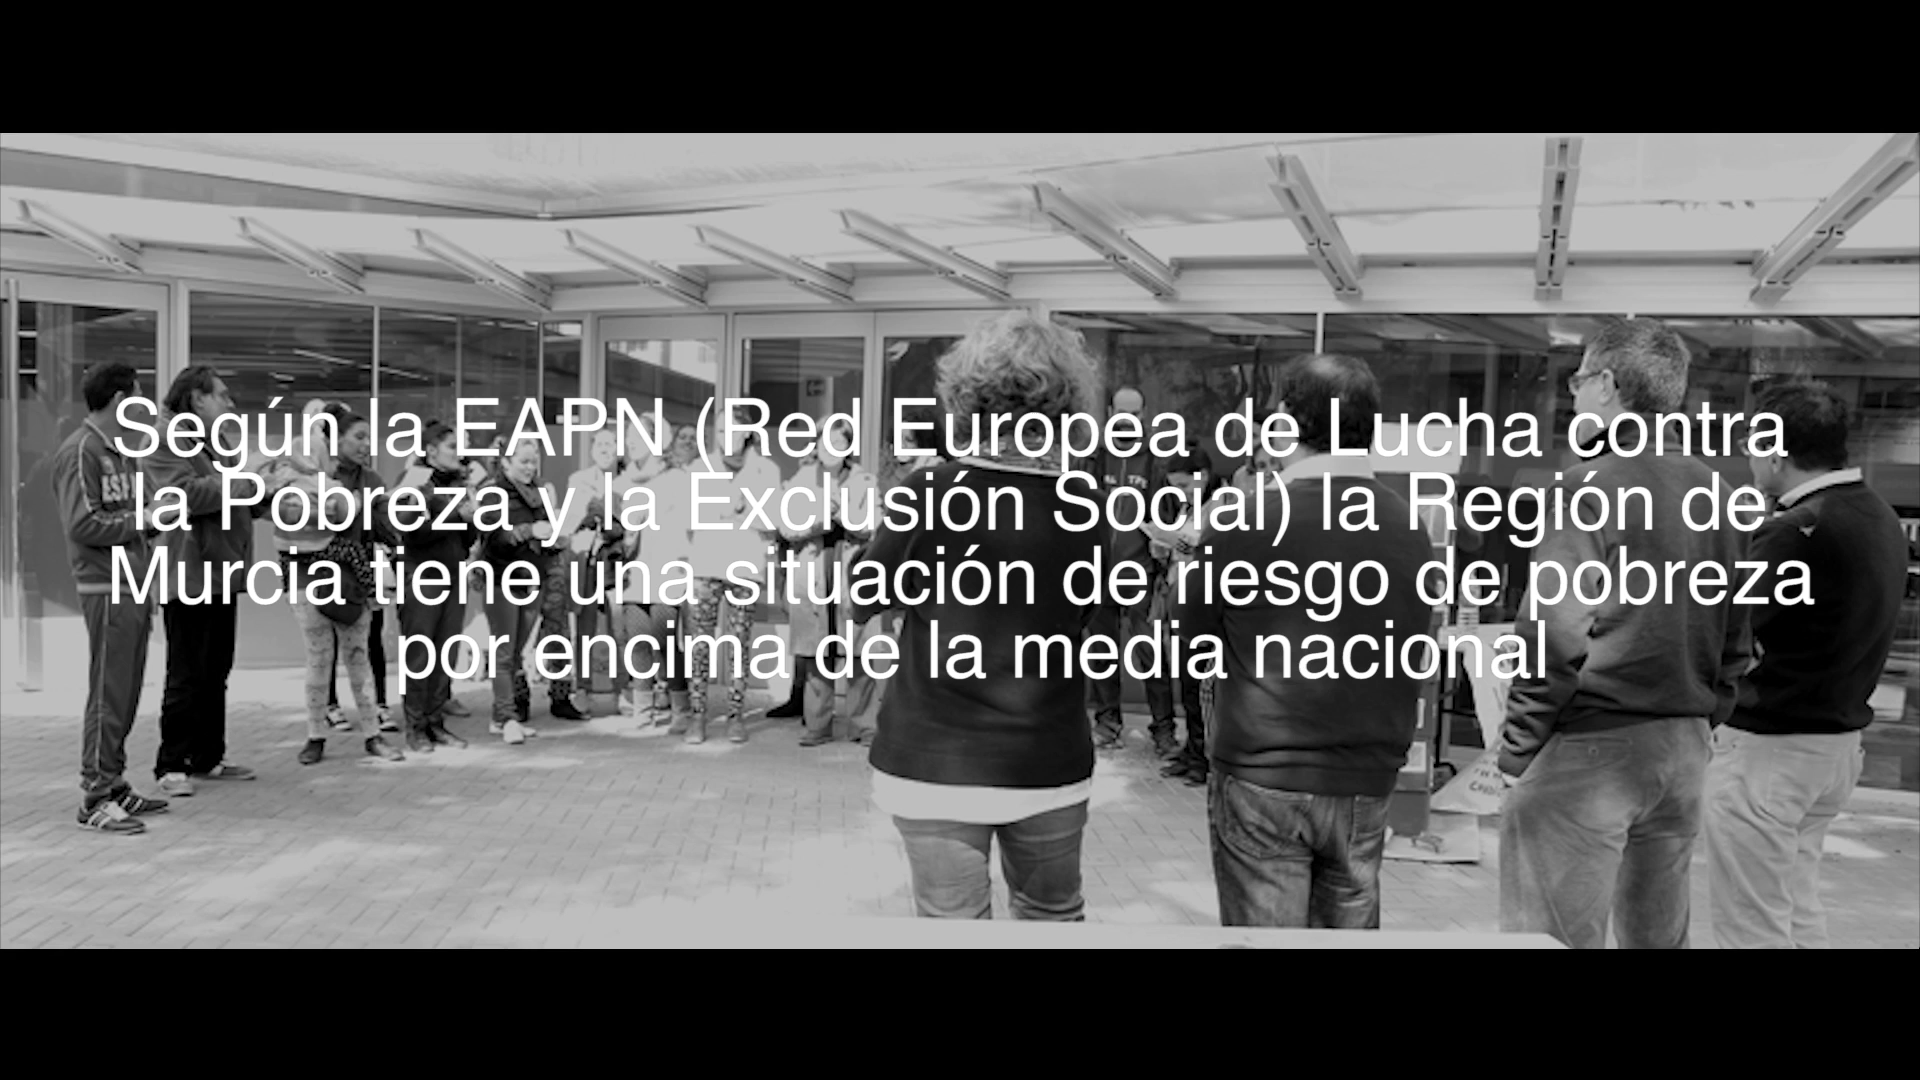 Según la EAPN (Red Europea de Lucha contra
la Pobreza y la Exclusión Social) la Región de
Murcia tiene una situación de riesgo de pobreza
por encima de la media nacional